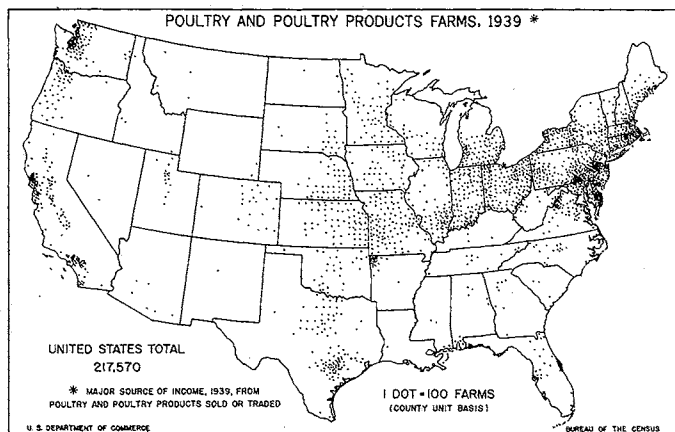 POULTRY AND POULTRY PRODUCTS FARMS, 1939 *
UNITED STATES TOTAL
217,570
* MAJOR SOURCE OF INCOME, 1939, FROM
POULTRY AND POULTRY PRODUCTS SOLD OR TRADED
1 DOT = 100 FARMS
(COUNTY UNIT BASIS)
U. S. DEPARTMENT OF COMMERCE
BUREAU OF THE CENSUS